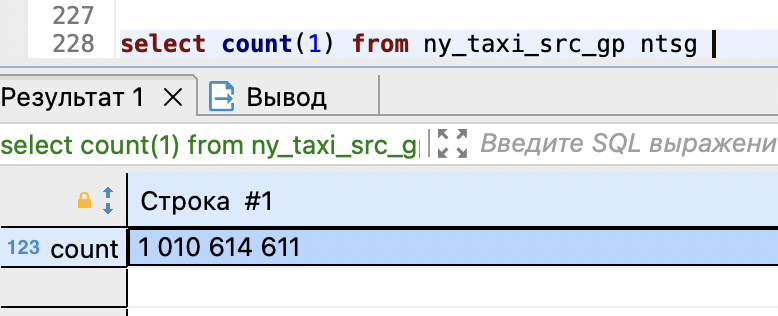 227
228 select count(1) from ny_taxi_src_gp ntsg
Результат 1 Вывод
select count(1) from ny_taxi_src_g Введите SQL выражени
Строка #1
123 count 1 010 614 611